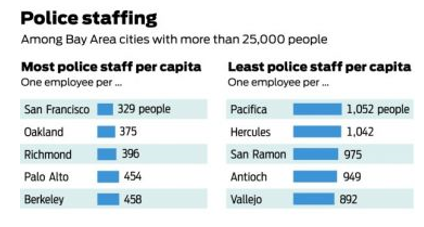 Police staffing
Among Bay Area cities with more than 25,000 people
Most police staff per capita
One employee per ...
San Francisco 329 people
Oakland 375
Richmond 396
Palo Alto 454
Berkeley 458
Least police staff per capita
One employee per ...
Pacifica 1,052 people
Hercules 1,042
San Ramon 975
Antioch 949
Vallejo 892